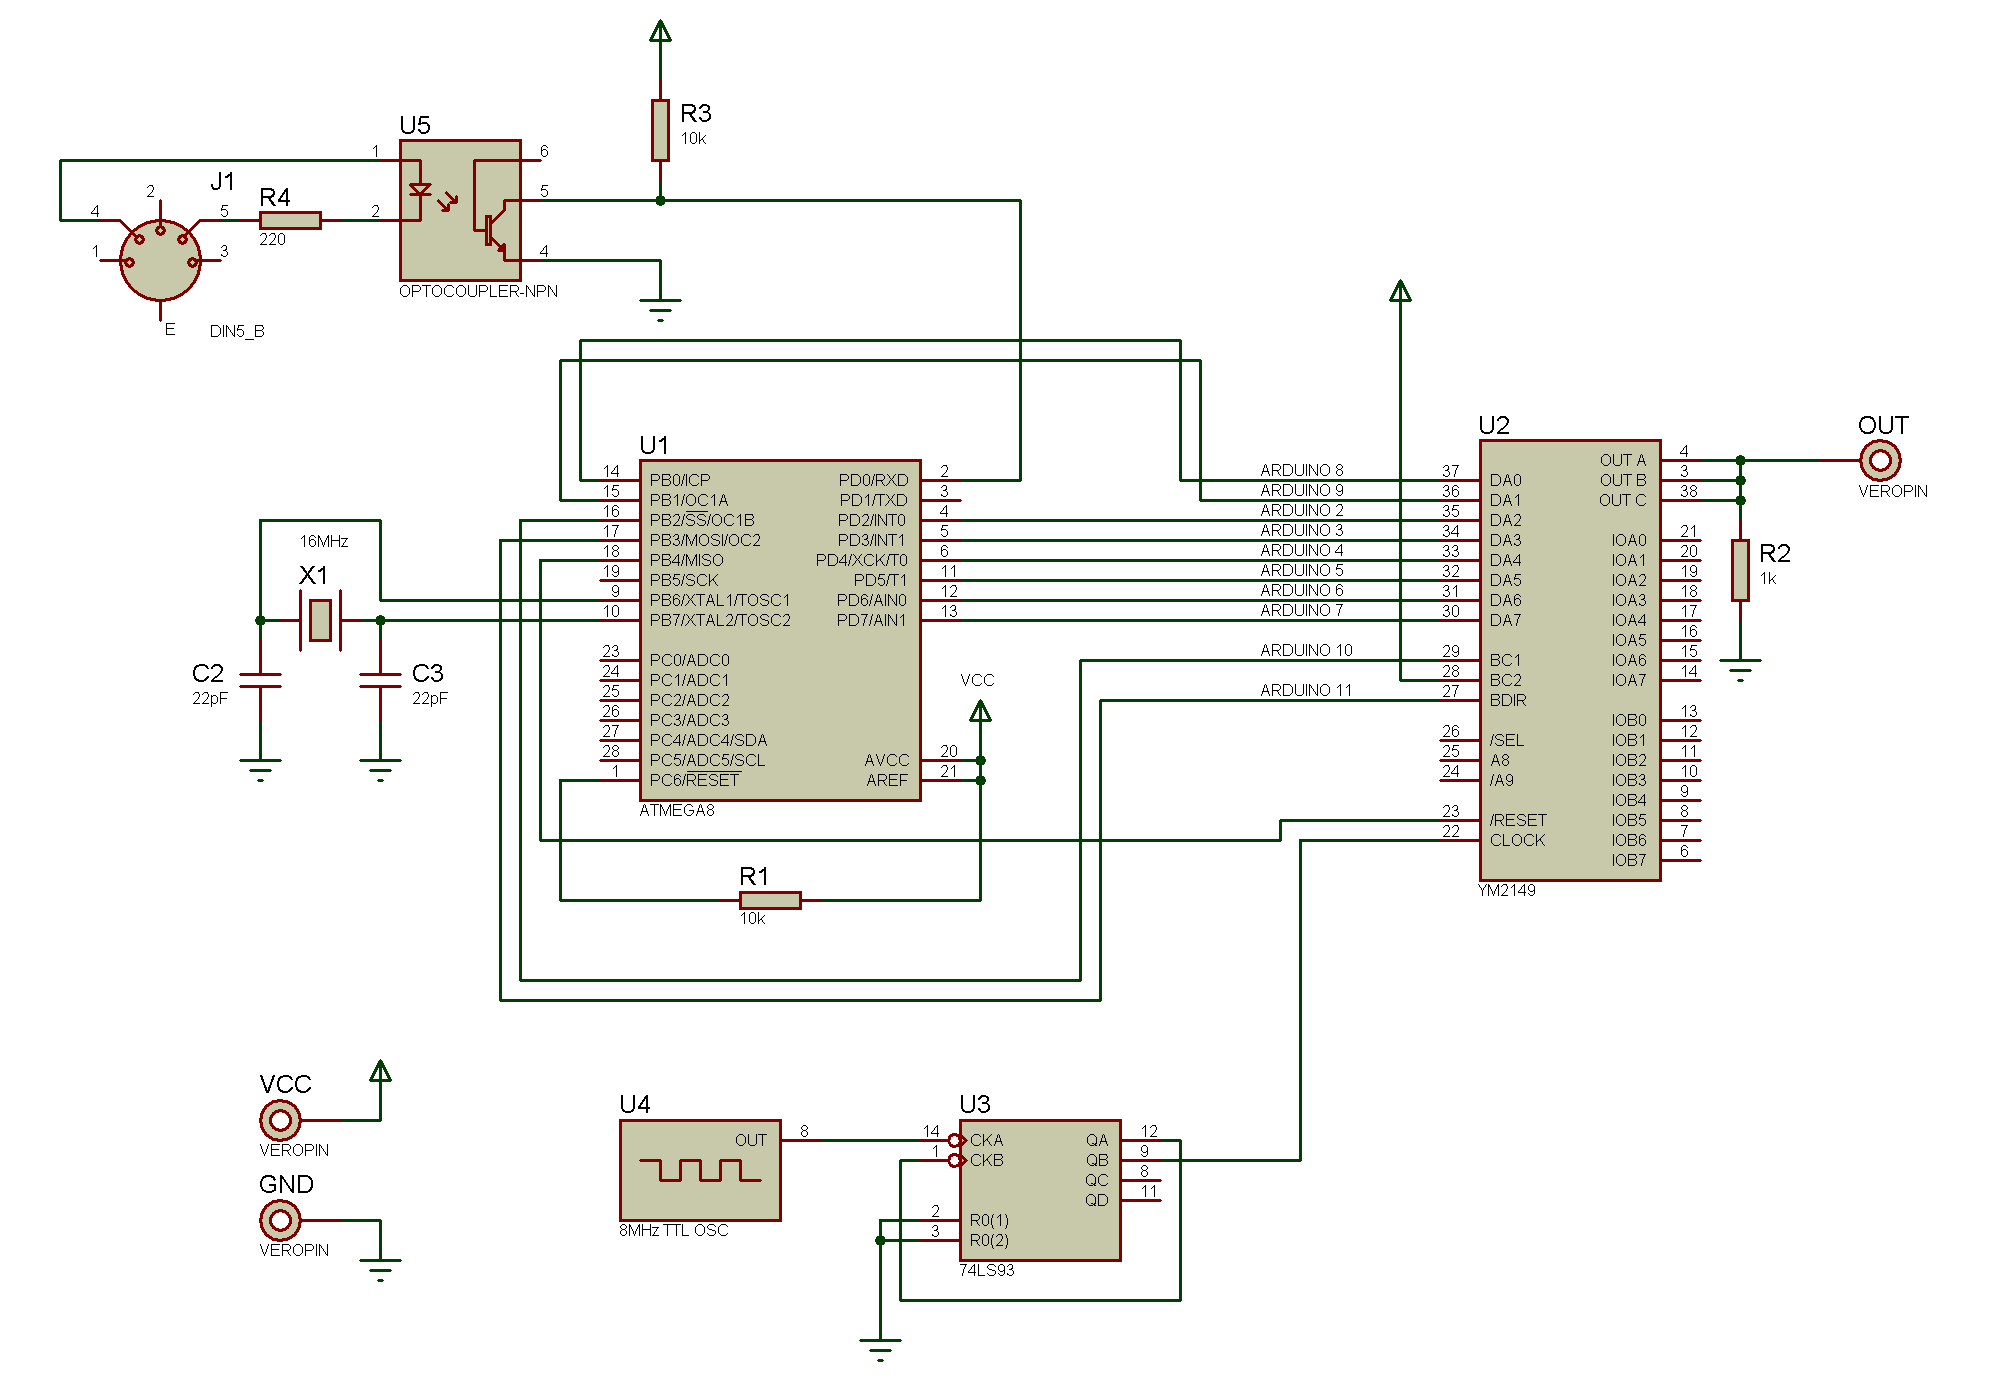 R3
10k
U5
1
2
6
5
4
OPTOCOUPLER-NPN
J1
2
4
5
1
3
E
DIN5_B
R4
220
U1
14 PB0/ICP PD0/RXD 2
15 PB1/OC1A PD1/TXD 3
16 PB2/SS/OC1B PD2/INT0 4
17 PB3/MOSI/OC2 PD3/INT1 5
18 PB4/MISO PD4/XCK/T0 6
19 PB5/SCK PD5/T1 11
9 PB6/XTAL1/TOSC1 PD6/AIN0 12
10 PB7/XTAL2/TOSC2 PD7/AIN1 13
23 PC0/ADC0
24 PC1/ADC1
25 PC2/ADC2
26 PC3/ADC3
27 PC4/ADC4/SDA
28 PC5/ADC5/SCL AVCC 20
1 PC6/RESET AREF 21
ATMEGA8
VCC
16MHz
X1
C2
22pF
C3
22pF
R1
10k
ARDUINO 8
ARDUINO 9
ARDUINO 2
ARDUINO 3
ARDUINO 4
ARDUINO 5
ARDUINO 6
ARDUINO 7
ARDUINO 10
ARDUINO 11
U2
OUT A 4
OUT B 3
OUT C 38
37 DA0
36 DA1
35 DA2
34 DA3 IOA0 21
33 DA4 IOA1 20
32 DA5 IOA2 19
31 DA6 IOA3 18
30 DA7 IOA4 17
IOA5 16
29 BC1 IOA6 15
28 BC2 IOA7 14
27 BDIR
IOB0 13
26 /SEL IOB1 12
25 A8 IOB2 11
24 /A9 IOB3 10
IOB4 9
23 /RESET IOB5 8
22 CLOCK IOB6 7
IOB7 6
YM2149
OUT
VEROPIN
R2
1k
VCC
VEROPIN
GND
VEROPIN
U4
OUT 8
8MHz TTL OSC
U3
14 CKA QA 12
1 CKB QB 9
QC 8
QD 11
2 R0(1)
3 R0(2)
74LS93